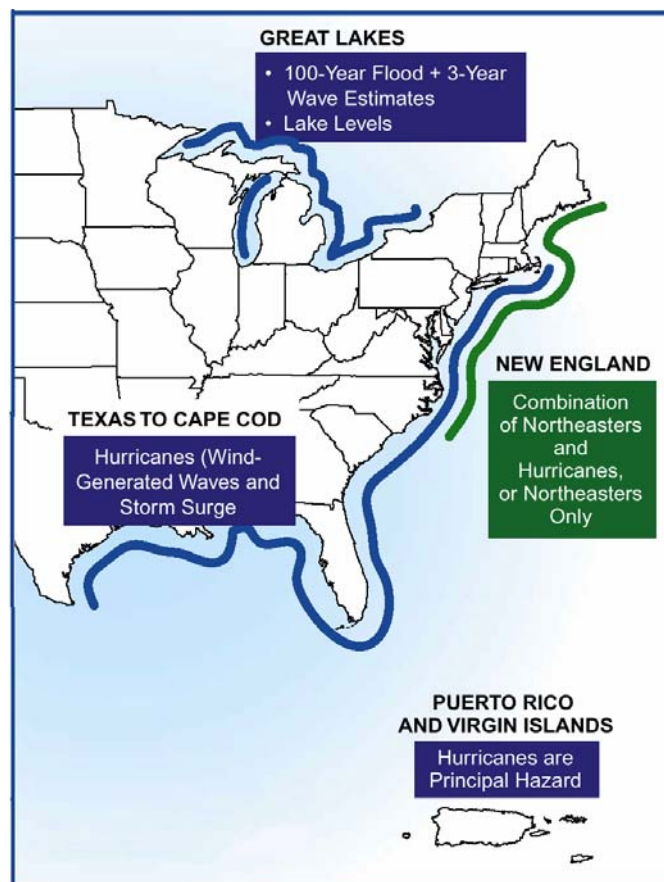 GREAT LAKES
• 100-Year Flood + 3-Year
Wave Estimates
• Lake Levels
NEW ENGLAND
Combination
of Northeasters
and
Hurricanes,
or Northeasters
Only
TEXAS TO CAPE COD
Hurricanes (Wind-
Generated Waves and
Storm Surge
PUERTO RICO
AND VIRGIN ISLANDS
Hurricanes are
Principal Hazard